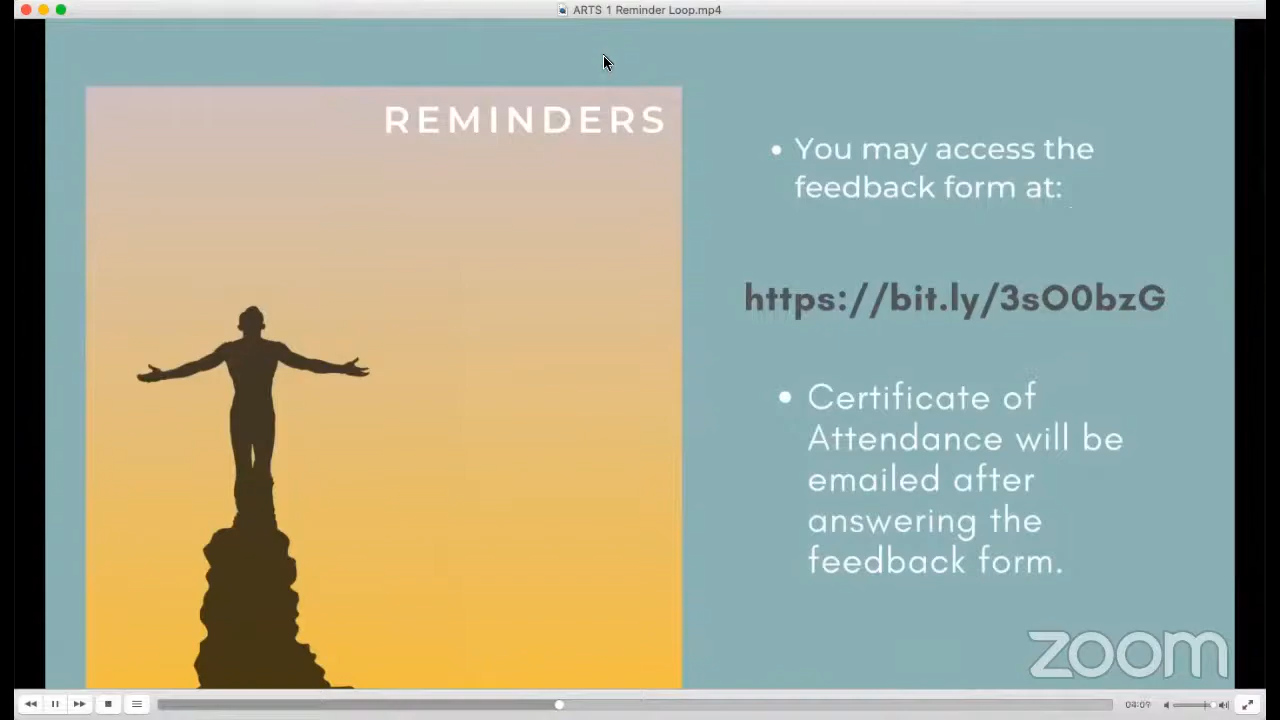 ARTS 1 Reminder Loop.mp4
REMINDERS
• You may access the
feedback form at:
https://bit.ly/3sO0bzG
• Certificate of
Attendance will be
emailed after
answering the
feedback form.
zoom
04:09